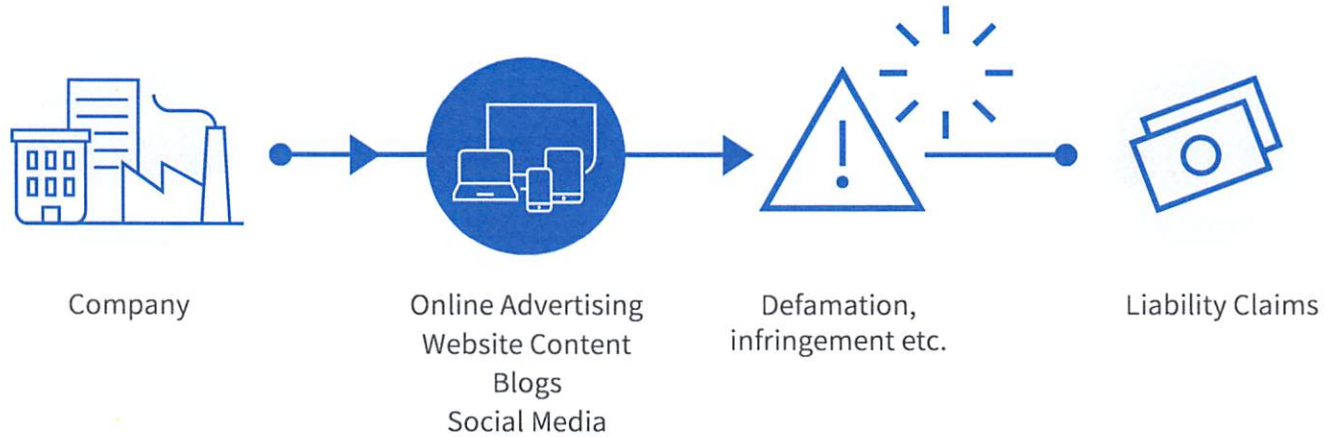 Company
Online Advertising
Website Content
Blogs
Social Media
Defamation,
infringement etc.
Liability Claims